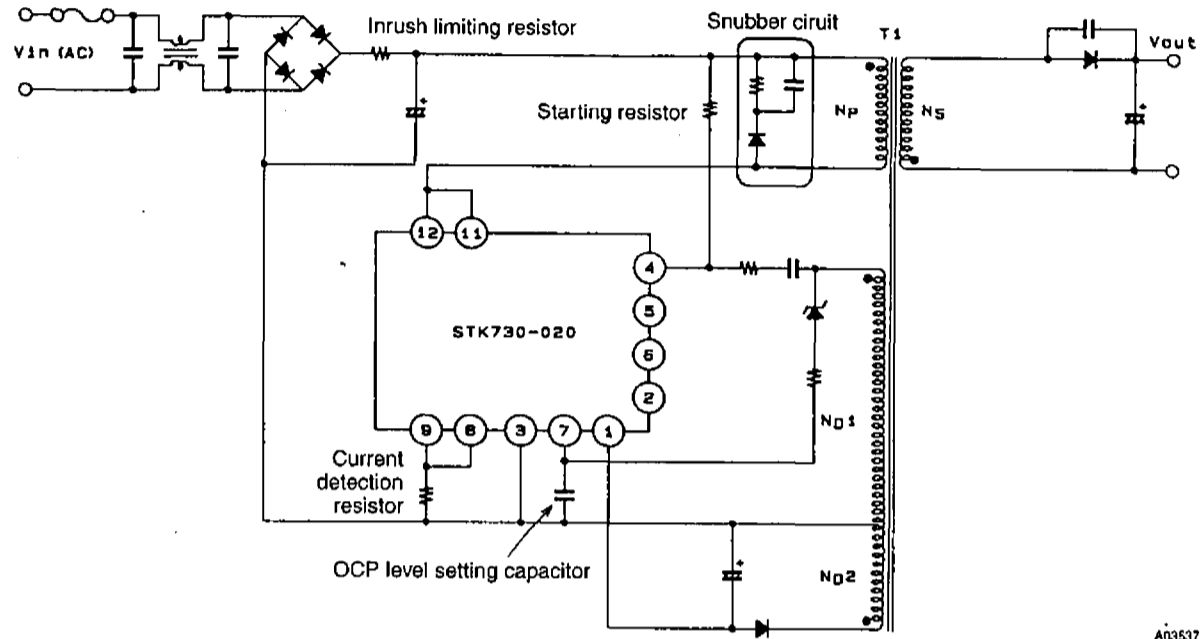 Inrush limiting resistor
Snubber ciruit
T1
Vin (AC)
Vout
Starting resistor
NP
NS
12
11
4
5
STK730-020
6
2
ND1
9
8
3
7
1
Current
detection
resistor
OCP level setting capacitor
ND2
A03537